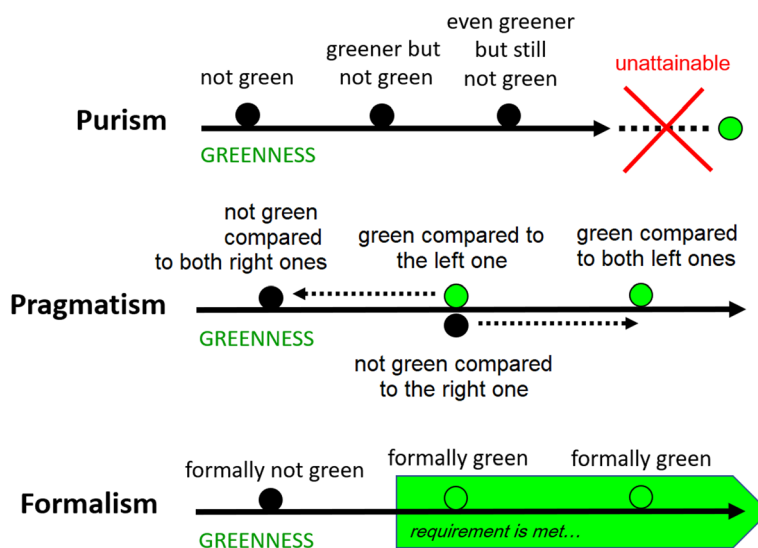 not green
greener but
not green
even greener
but still
not green
unattainable
Purism
GREENNESS
not green
compared
to both right ones
green compared to
the left one
green compared
to both left ones
Pragmatism
GREENNESS
not green compared
to the right one
formally not green
formally green
formally green
Formalism
GREENNESS
requirement is met...